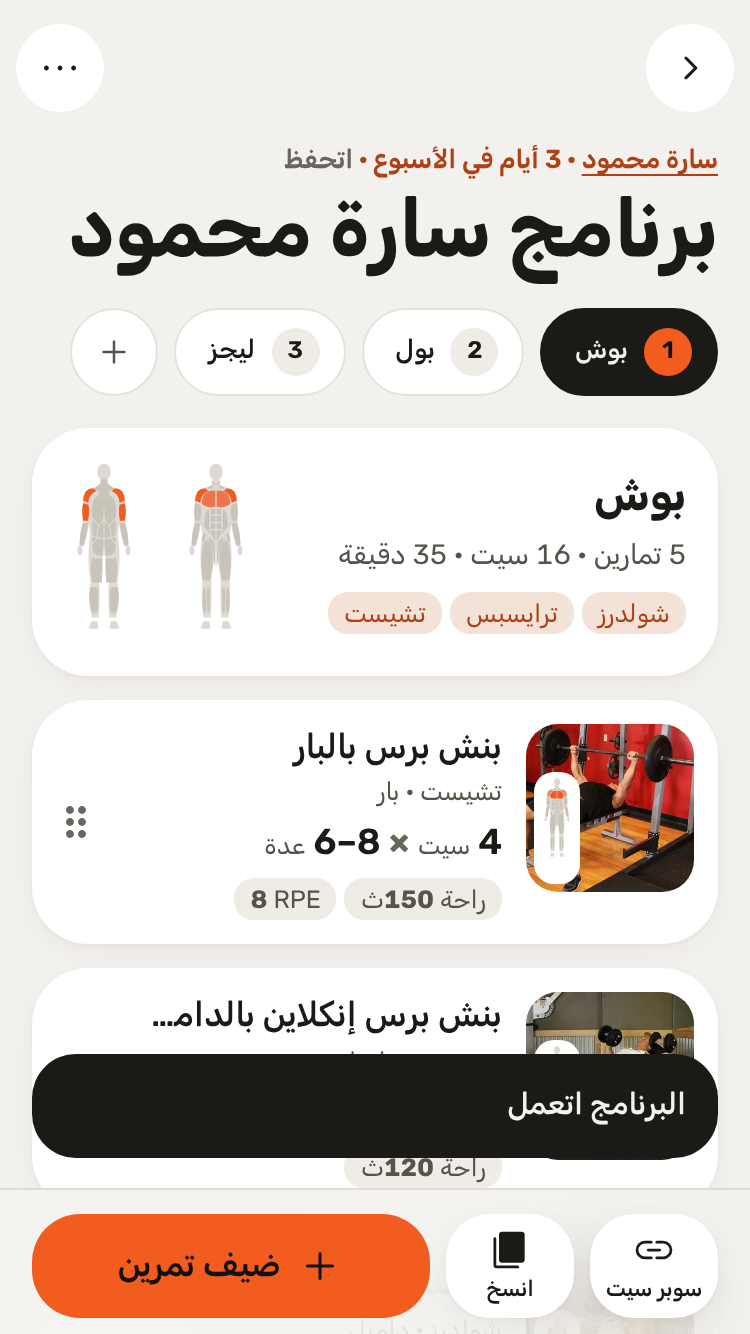 سارة محمود • 3 أيام في الأسبوع • اتحفظ
برنامج سارة محمود
1 بوش
2 بول
3 ليجز
بوش
5 تمارين • 16 سيت • 35 دقيقة
شولدرز ترايسبس تشيست
بنش برس بالبار
تشيست • بار
4 سيت × 6–8 عدة
راحة 150ث RPE 8
بنش برس إنكلاين بالدام...
البرنامج اتعمل
راحة 120ث
سوبر سيت
انسخ
ضيف تمرين